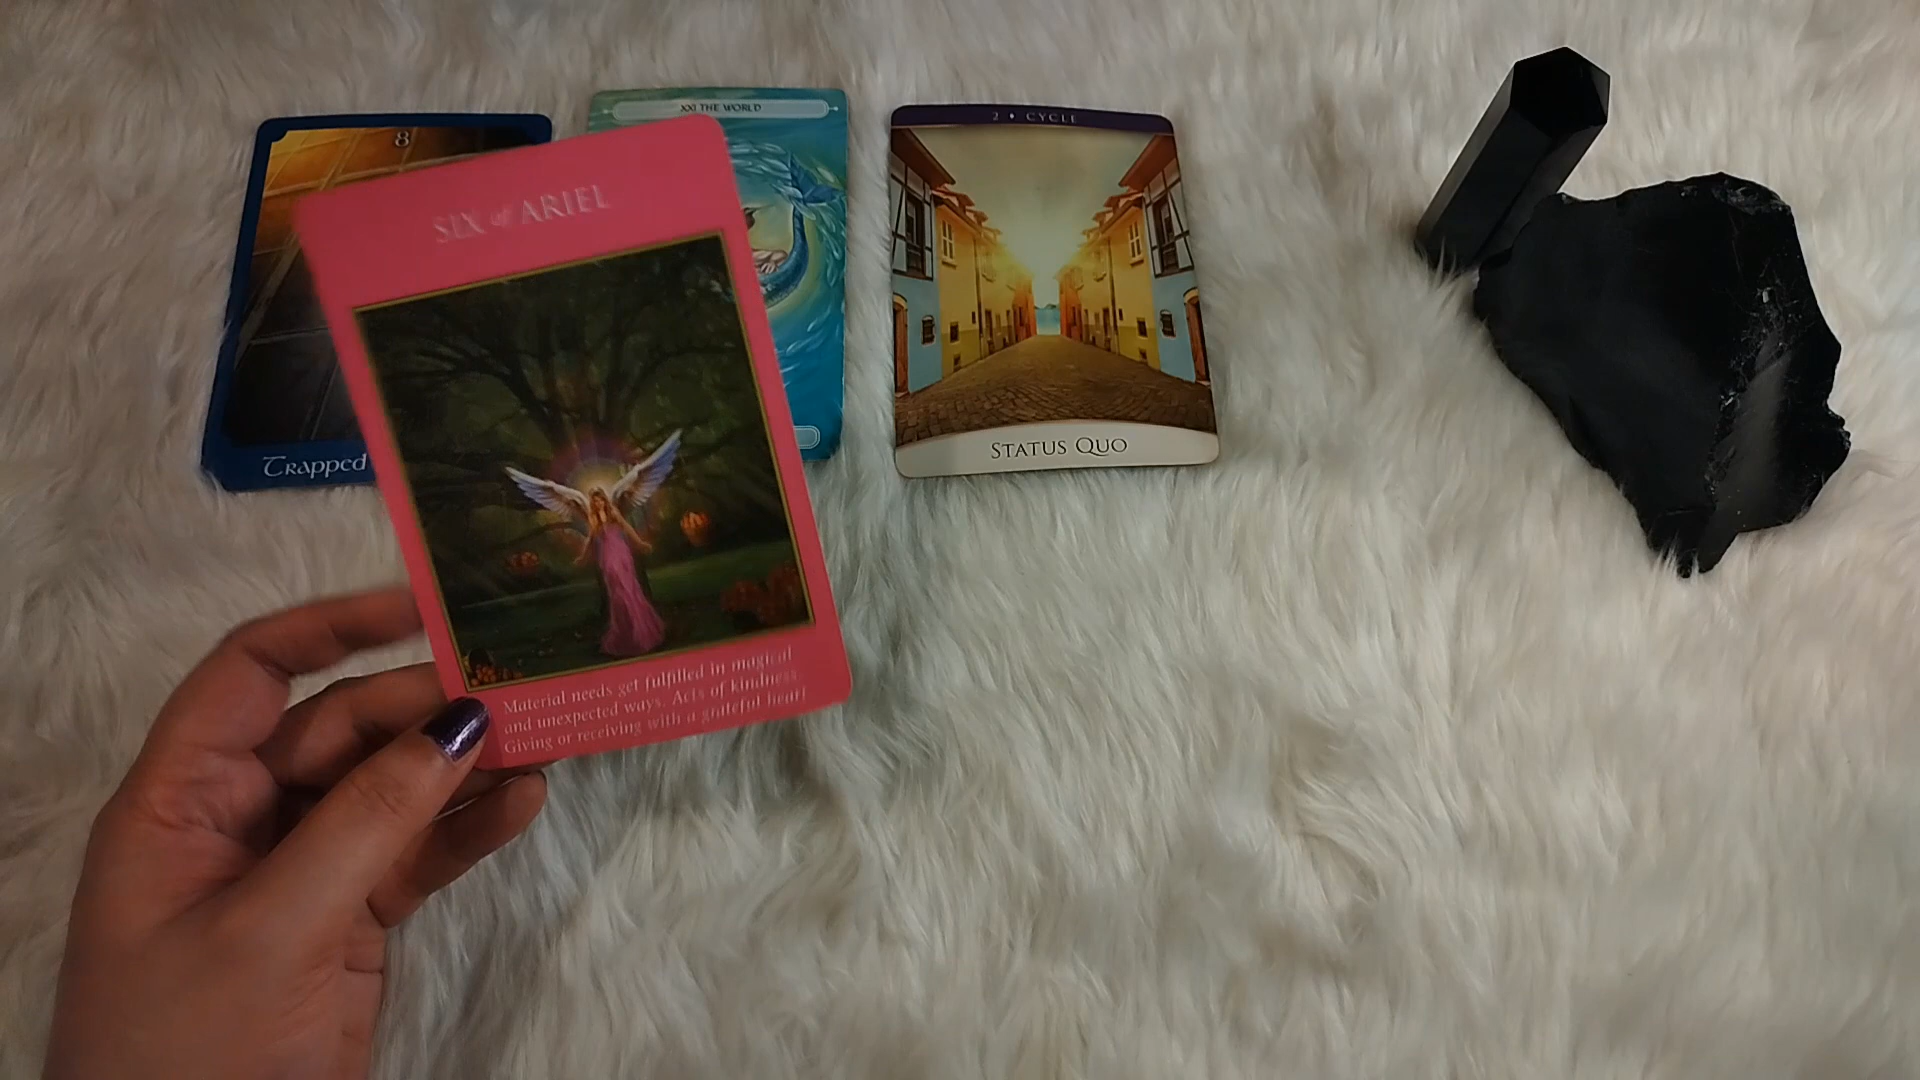 8
Trapped
XXI THE WORLD
SIX of ARIEL
Material needs get fulfilled in magical
and unexpected ways. Acts of kindness
Giving or receiving with a grateful heart
2 • CYCLE
STATUS QUO